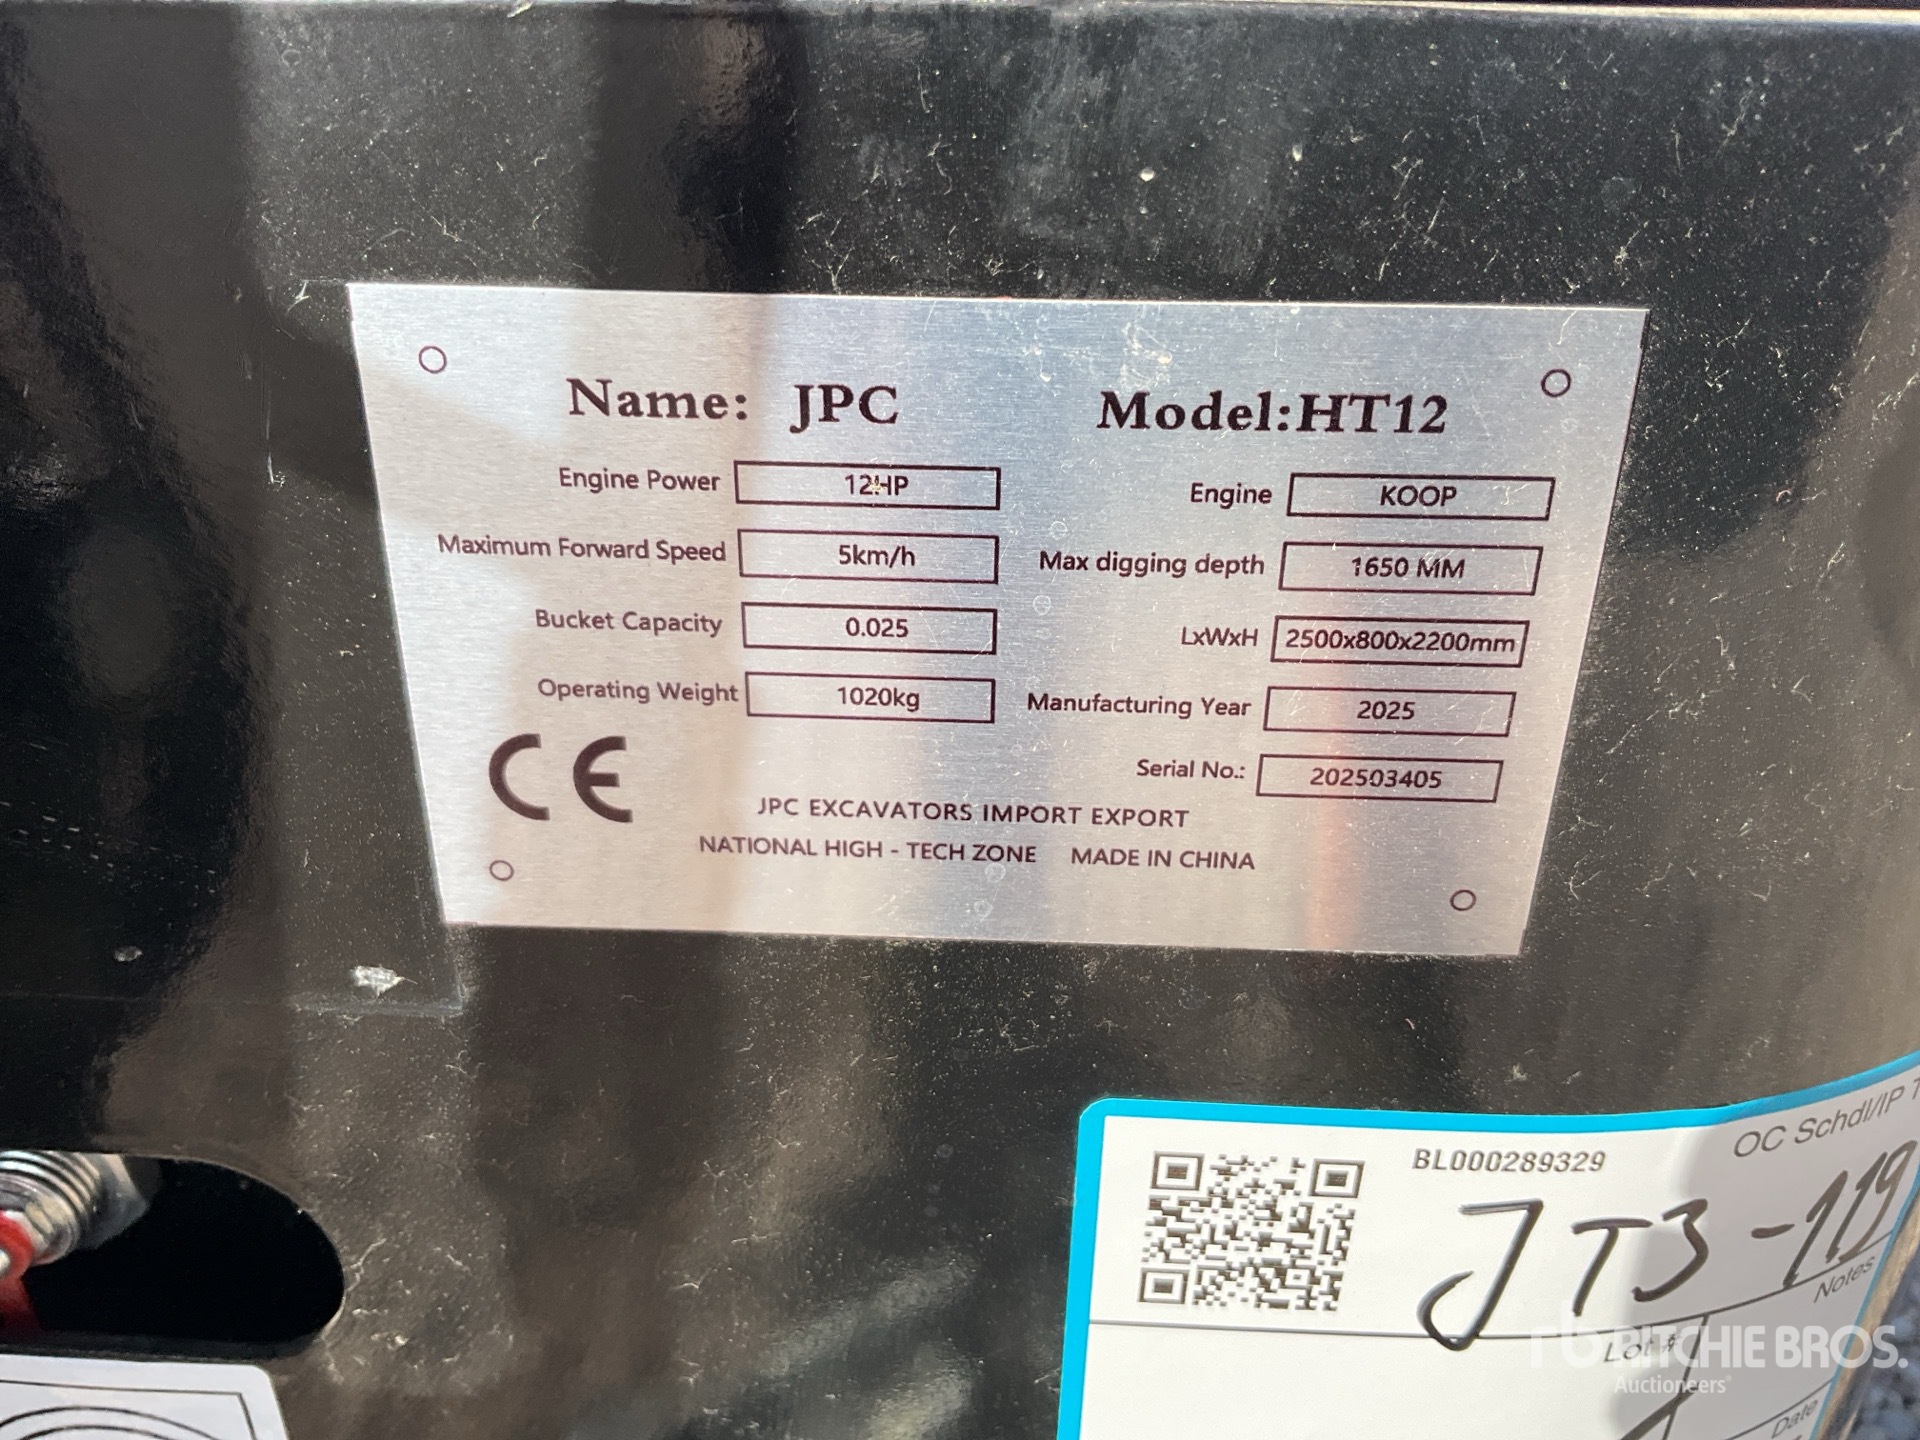 Name: JPC Model:HT12
Engine Power 12HP Engine KOOP
Maximum Forward Speed 5km/h Max digging depth 1650 MM
Bucket Capacity 0.025 LxWxH 2500x800x2200mm
Operating Weight 1020kg Manufacturing Year 2025
Serial No.: 202503405
CE
JPC EXCAVATORS IMPORT EXPORT
NATIONAL HIGH - TECH ZONE MADE IN CHINA
OC Schdl/IP
BL000289329
JT3-119
Notes
Lot #
rb RITCHIE BROS.
Auctioneers
Date